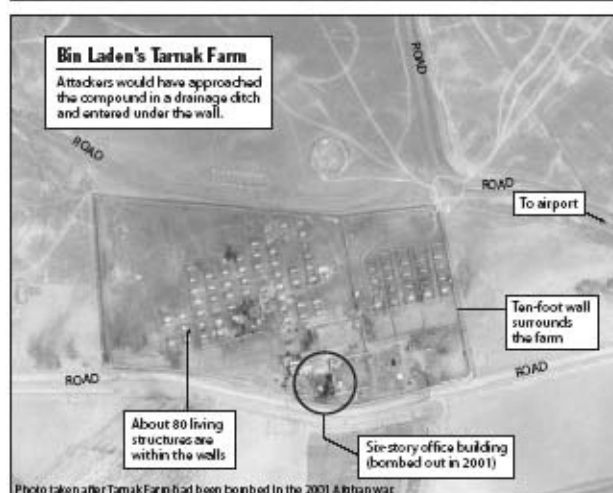 Bin Laden's Tarnak Farm
Attackers would have approached
the compound in a drainage ditch
and entered under the wall.
ROAD
ROAD
ROAD
To airport
Ten-foot wall
surrounds
the farm
ROAD
ROAD
About 80 living
structures are
within the walls
Six-story office building
(bombed out in 2001)
Photo taken after Tarnak Farm had been bombed in the 2001 Afghan war.